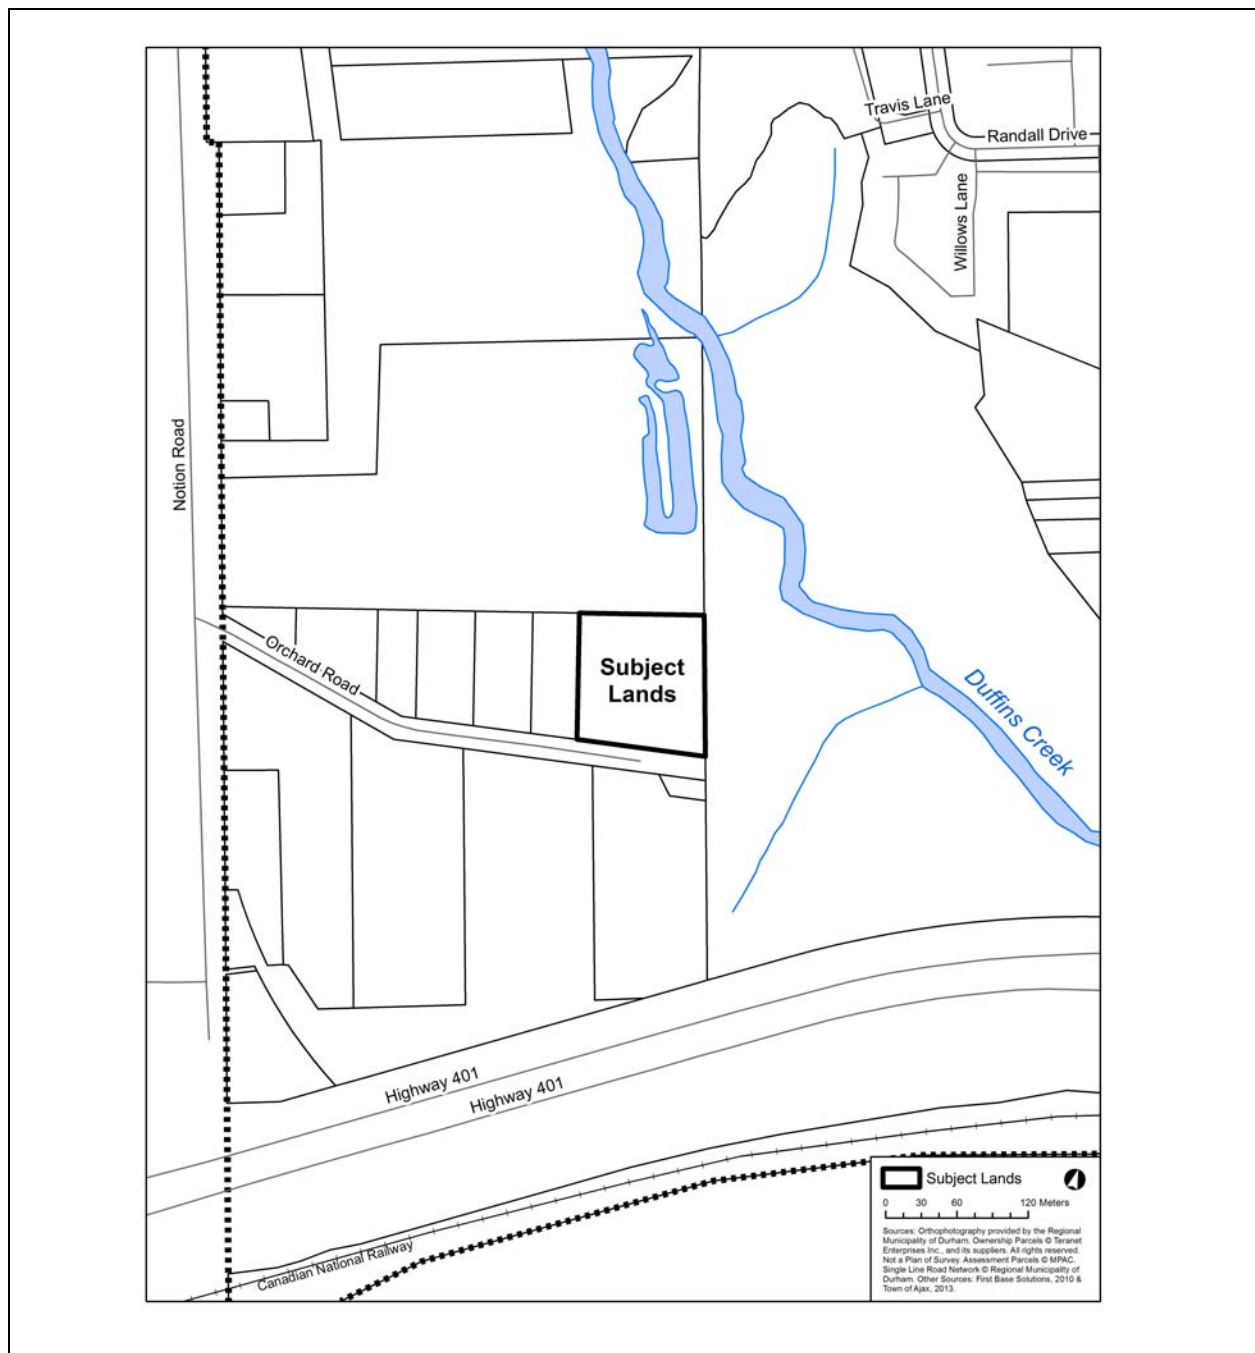 Travis Lane
Randall Drive
Willows Lane
Notion Road
Orchard Road
Subject
Lands
Duffins Creek
Highway 401
Highway 401
Canadian National Railway
Subject Lands
0 30 60 120 Meters
Sources: Orthophotography provided by the Regional
Municipality of Durham. Ownership Parcels © Teranet
Enterprises Inc., and its suppliers. All rights reserved.
Not a Plan of Survey. Assessment Parcels © MPAC.
Single Line Road Network © Regional Municipality of
Durham. Other Sources: First Base Solutions, 2010 &
Town of Ajax, 2013.